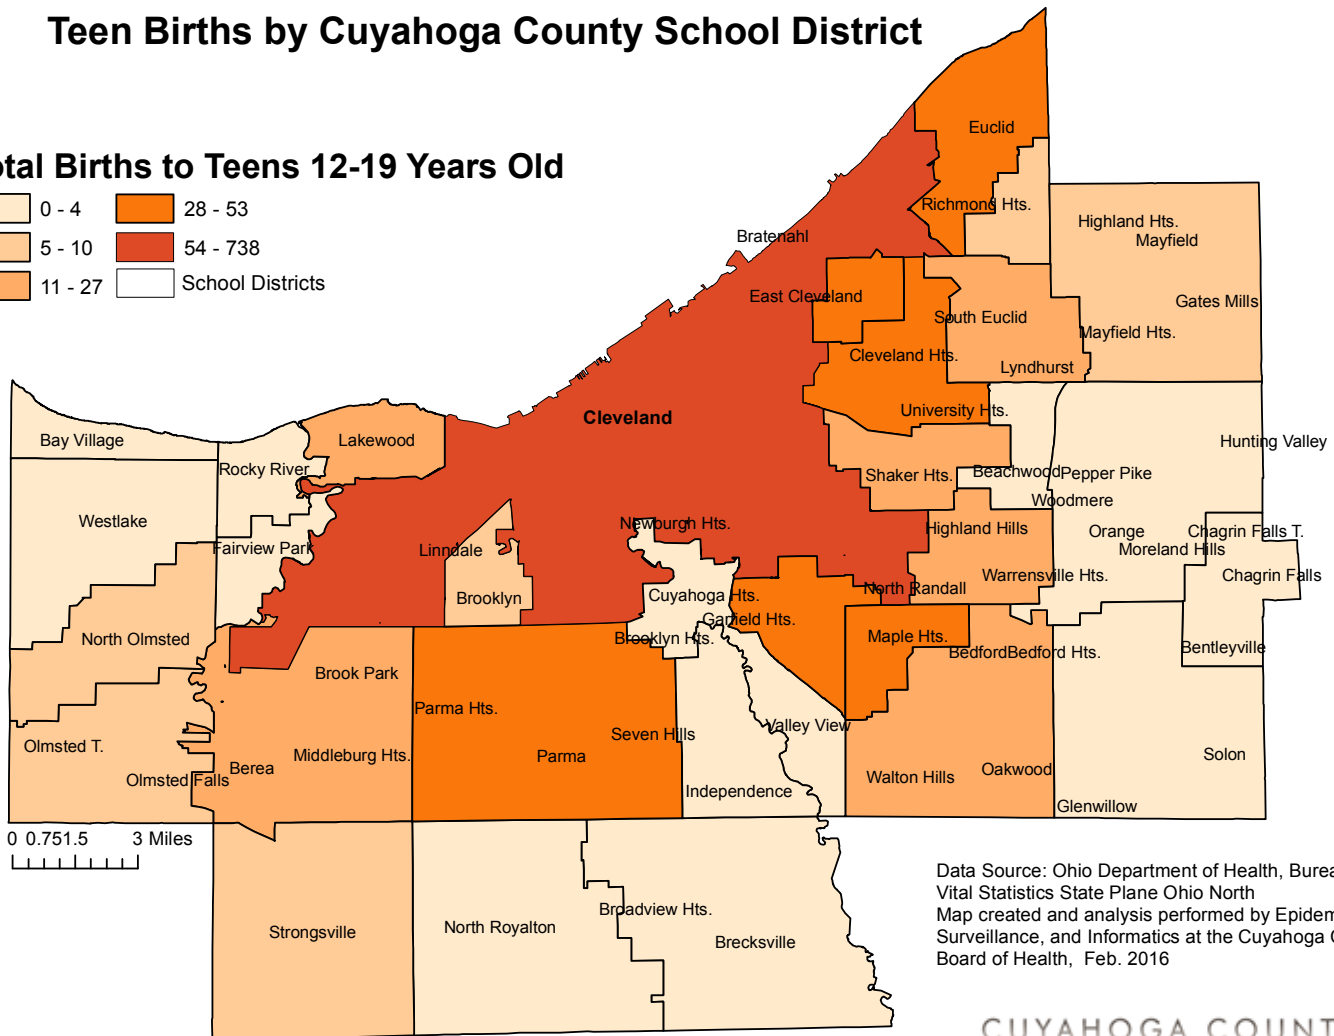 Teen Births by Cuyahoga County School District
otal Births to Teens 12-19 Years Old
0 - 4
28 - 53
5 - 10
54 - 738
11 - 27
School Districts
Euclid
Richmond Hts.
Highland Hts.
Mayfield
Bratenahl
East Cleveland
Gates Mills
South Euclid
Mayfield Hts.
Cleveland Hts.
Lyndhurst
Cleveland
University Hts.
Bay Village
Lakewood
Hunting Valley
Rocky River
Shaker Hts.
Beachwood
Pepper Pike
Woodmere
Westlake
Newburgh Hts.
Highland Hills
Orange
Chagrin Falls T.
Fairview Park
Linndale
Moreland Hills
Warrensville Hts.
Chagrin Falls
North Randall
Brooklyn
Cuyahoga Hts.
Garfield Hts.
North Olmsted
Brooklyn Hts.
Maple Hts.
Bedford
Bedford Hts.
Bentleyville
Brook Park
Parma Hts.
Valley View
Seven Hills
Olmsted T.
Middleburg Hts.
Parma
Solon
Berea
Olmsted Falls
Walton Hills
Oakwood
Independence
Glenwillow
0 0.751.5 3 Miles
Broadview Hts.
North Royalton
Strongsville
Brecksville
Data Source: Ohio Department of Health, Burea
Vital Statistics State Plane Ohio North
Map created and analysis performed by Epidem
Surveillance, and Informatics at the Cuyahoga C
Board of Health, Feb. 2016
CUYAHOGA COUNT